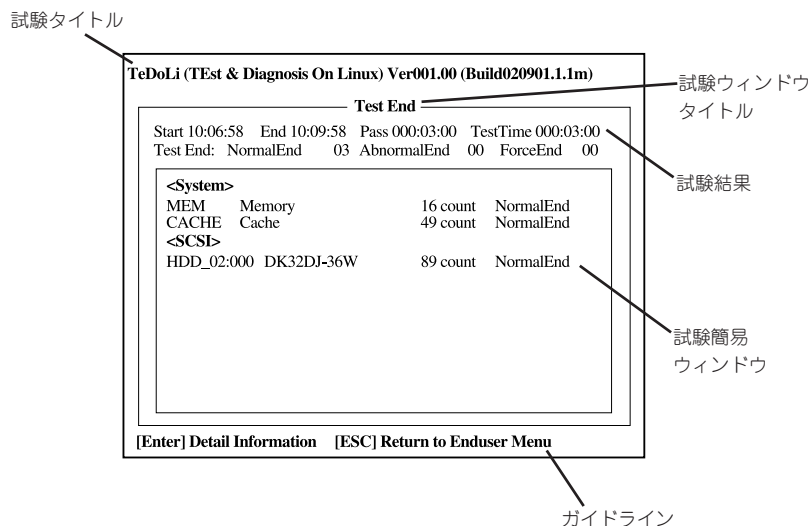 試験タイトル
TeDoLi (TEst & Diagnosis On Linux) Ver001.00 (Build020901.1.1m)
試験ウィンドウ
タイトル
Test End
Start 10:06:58 End 10:09:58 Pass 000:03:00 TestTime 000:03:00
Test End: NormalEnd 03 AbnormalEnd 00 ForceEnd 00
試験結果
<System>
MEM Memory 16 count NormalEnd
CACHE Cache 49 count NormalEnd
<SCSI>
HDD_02:000 DK32DJ-36W 89 count NormalEnd
試験簡易
ウィンドウ
[Enter] Detail Information [ESC] Return to Enduser Menu
ガイドライン